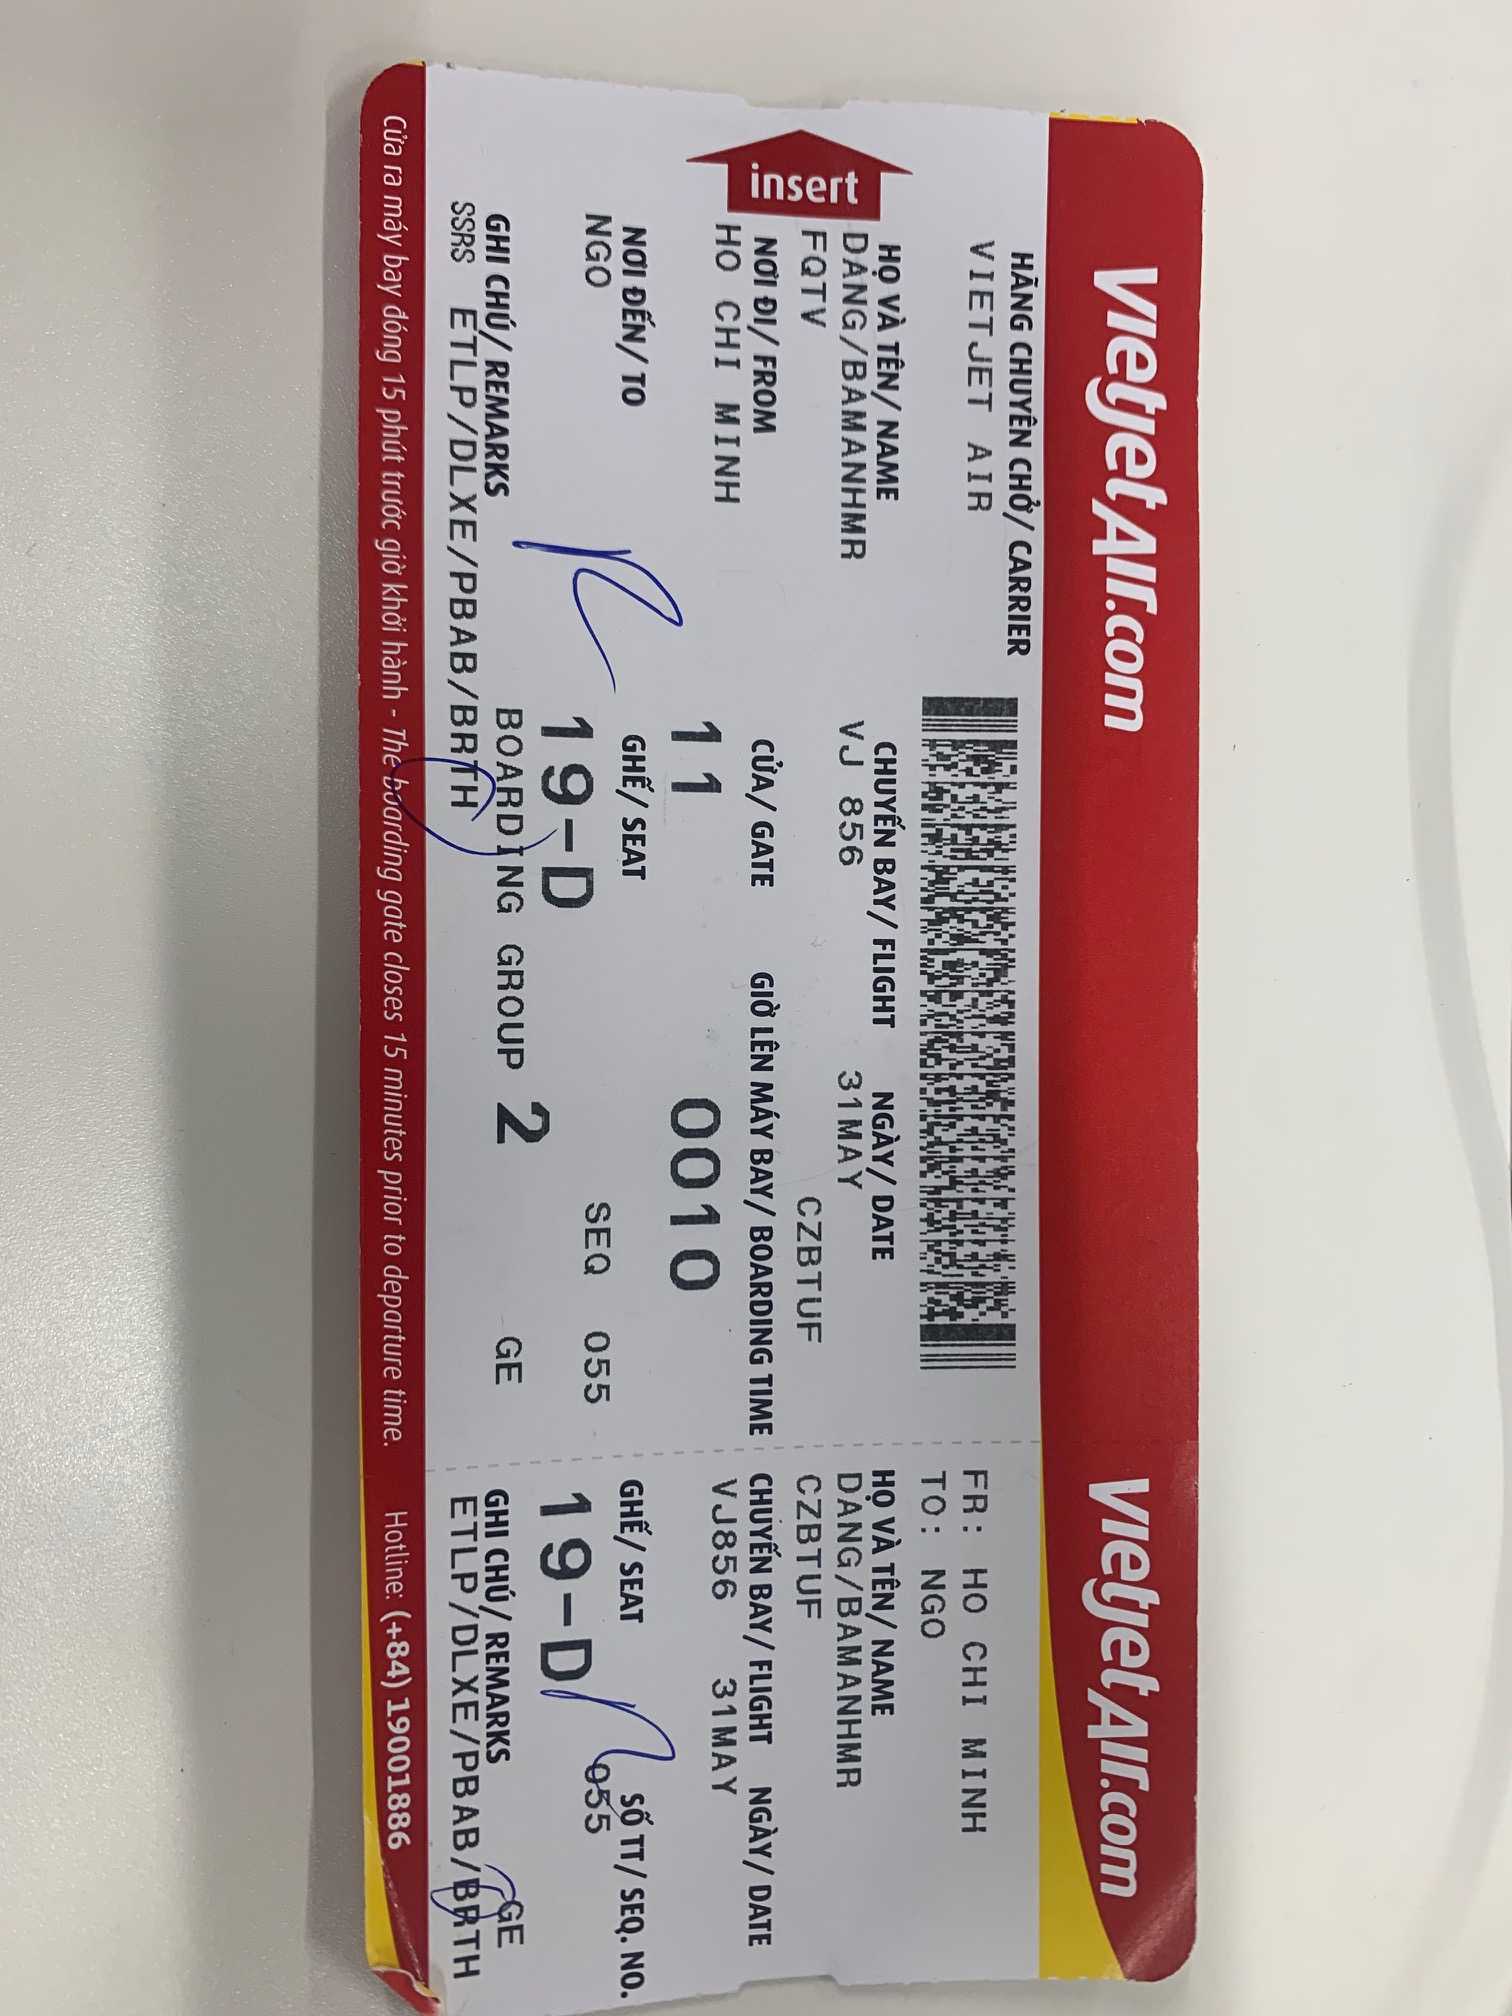 Vietjet Air.com
HÃNG CHUYÊN CHỞ/ CARRIER
VIETJET AIR
HỌ VÀ TÊN/ NAME
CHUYẾN BAY/ FLIGHT
NGÀY/ DATE
DANG/BAMANHMR
VJ 856
31MAY
FQTV
CZBTUF
NƠI ĐI/ FROM
CỬA/ GATE
GIỜ LÊN MÁY BAY/ BOARDING TIME
HO CHI MINH
11
0010
NƠI ĐẾN/ TO
GHẾ/ SEAT
NGO
19-D
SEQ 055
GHI CHÚ/ REMARKS
BOARDING GROUP 2
GE
SSRS ETLP/DLXE/PBAB/BRTH
insert
Cửa ra máy bay đóng 15 phút trước giờ khởi hành - The boarding gate closes 15 minutes prior to departure time.
Vietjet Air.com
FR: HO CHI MINH
TO: NGO
HỌ VÀ TÊN/ NAME
DANG/BAMANHMR
CZBTUF
CHUYẾN BAY/ FLIGHT
NGÀY/ DATE
VJ856
31MAY
GHẾ/ SEAT
SỐ TT/ SEQ. NO.
19-D
055
GHI CHÚ/ REMARKS
GE
ETLP/DLXE/PBAB/BRTH
Hotline: (+84) 19001886